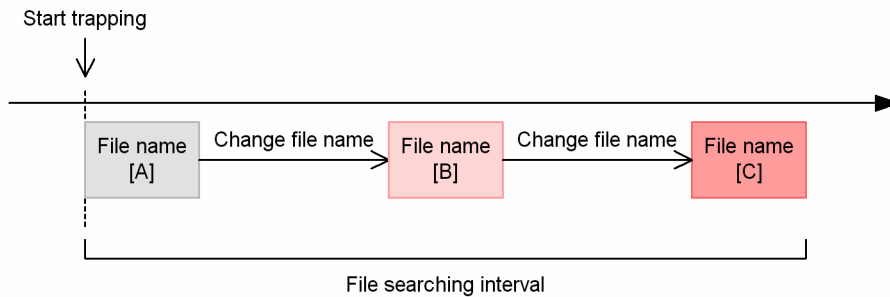 Start trapping
File name
[A]
Change file name
File name
[B]
Change file name
File name
[C]
File searching interval